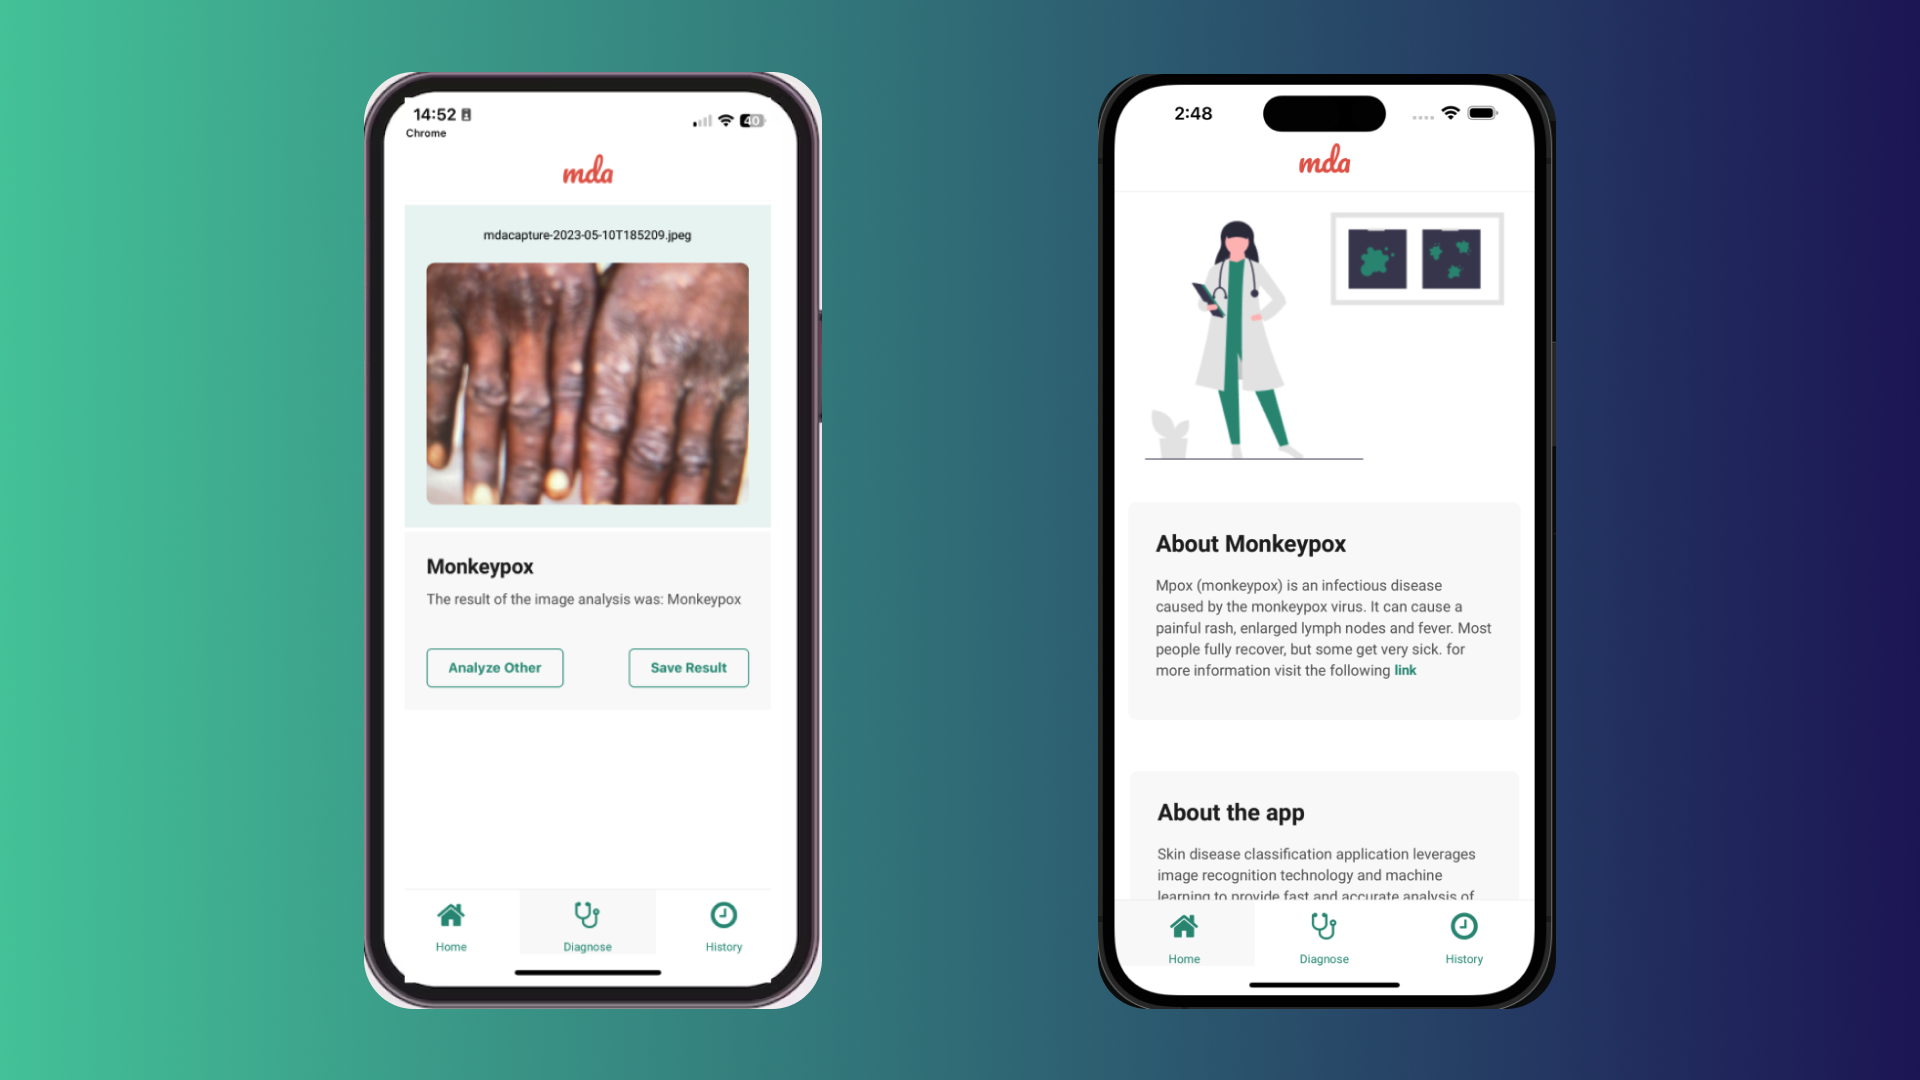 14:52
40
Chrome
mda
mdacapture-2023-05-10T185209.jpeg
Monkeypox
The result of the image analysis was: Monkeypox
Analyze Other
Save Result
Home
Diagnose
History
2:48
mda
About Monkeypox
Mpox (monkeypox) is an infectious disease
caused by the monkeypox virus. It can cause a
painful rash, enlarged lymph nodes and fever. Most
people fully recover, but some get very sick. for
more information visit the following link
About the app
Skin disease classification application leverages
image recognition technology and machine
learning to provide fast and accurate analysis of
Home
Diagnose
History